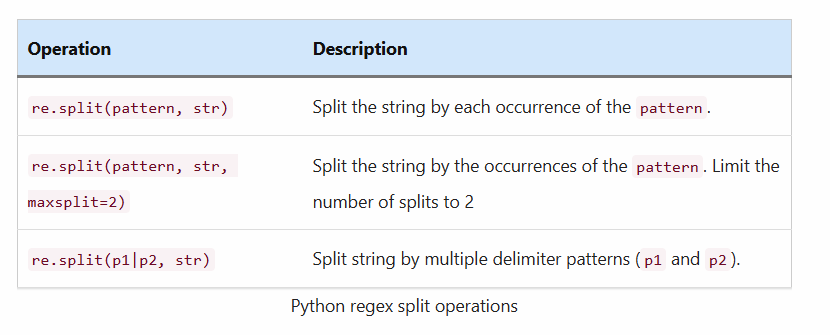 Operation Description
re.split(pattern, str) Split the string by each occurrence of the pattern.
re.split(pattern, str, Split the string by the occurrences of the pattern. Limit the
maxsplit=2) number of splits to 2
re.split(p1|p2, str) Split string by multiple delimiter patterns (p1 and p2).
Python regex split operations